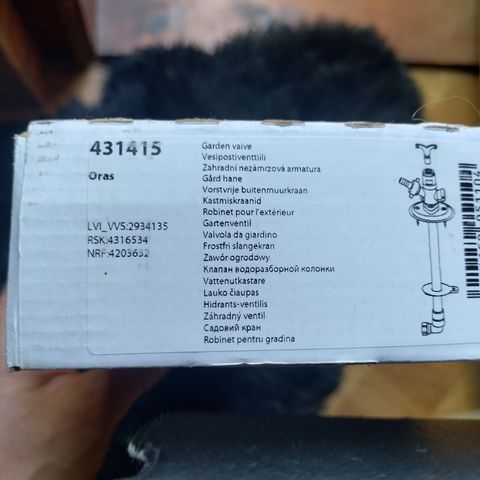 431415
Oras
LVI_VVS:2934135
RSK:4316534
NRF:4205632
Garden valve
Vesipostiventtiili
Zahradní nezámrzová armatura
Gård hane
Vorstvrije buitenmuurkraan
Kastmiskraanid
Robinet pour l'extérieur
Gartenventil
Valvola da giardino
Frostfri slangekran
Zawór ogrodowy
Клапан водоразборной колонки
Vattenutkastare
Lauko čiaupas
Hidrants-ventilis
Záhradný ventil
Садовий кран
Robinet pentru gradina